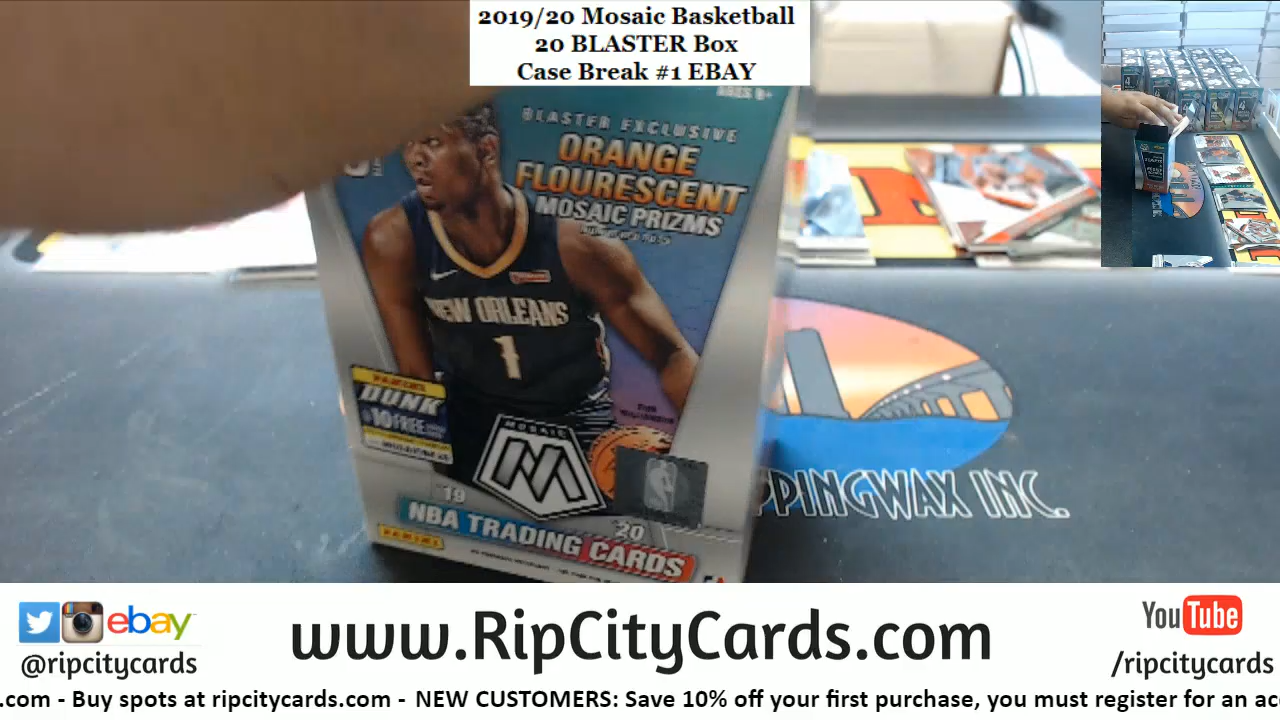 2019/20 Mosaic Basketball
20 BLASTER Box
Case Break #1 EBAY
AGES 8+
BLASTER EXCLUSIVE
ORANGE
FLOURESCENT
MOSAIC PRIZMS
NEW ORLEANS
1
DUNK
10 FREE
MOSAIC
M
19
20
NBA TRADING CARDS
PANINI
PPINGWAX INC.
ebay
@ripcitycards
www.RipCityCards.com
YouTube
/ripcitycards
.com - Buy spots at ripcitycards.com - NEW CUSTOMERS: Save 10% off your first purchase, you must register for an ac